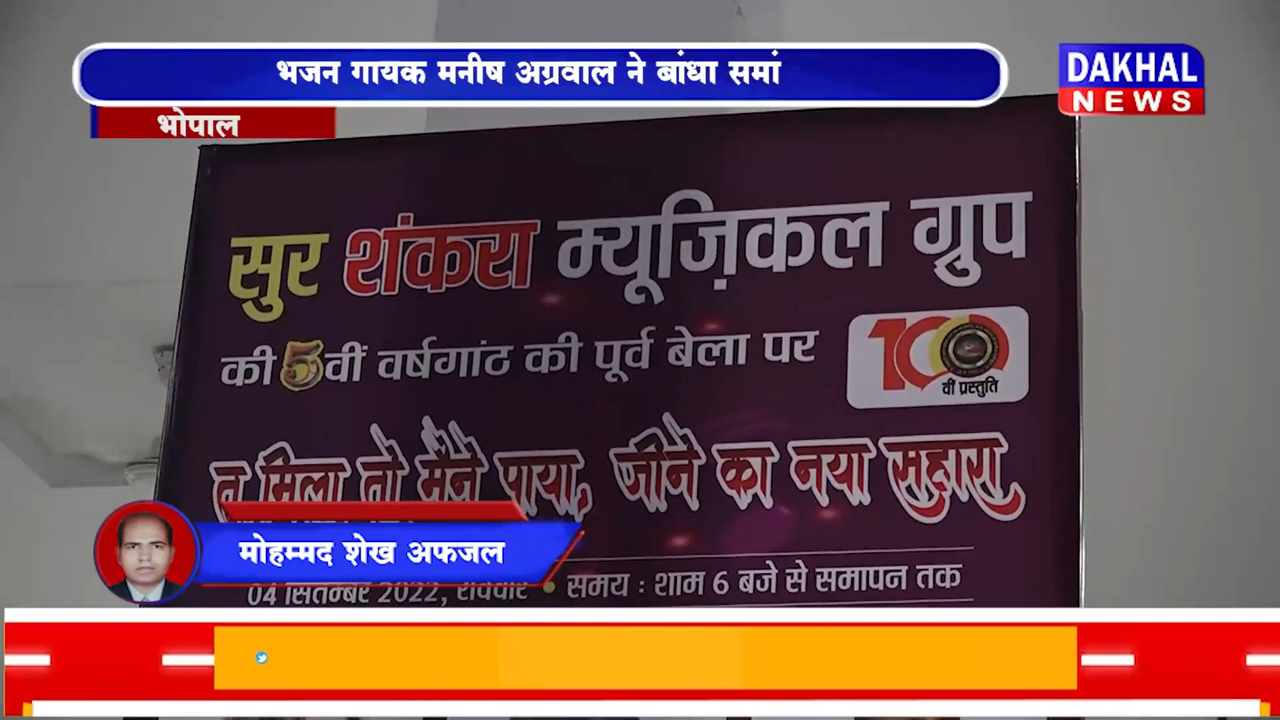 भजन गायक मनीष अग्रवाल ने बांधा समां
DAKHAL
NEWS
भोपाल
सुर शंकरा म्यूज़िकल ग्रुप
की 5वीं वर्षगांठ की पूर्व बेला पर
100
वीं प्रस्तुति
तू मिला तो मैने पाया, जीने का नया सहारा
मोहम्मद शेख अफजल
04 सितम्बर 2022, रविवार • समय : शाम 6 बजे से समापन तक